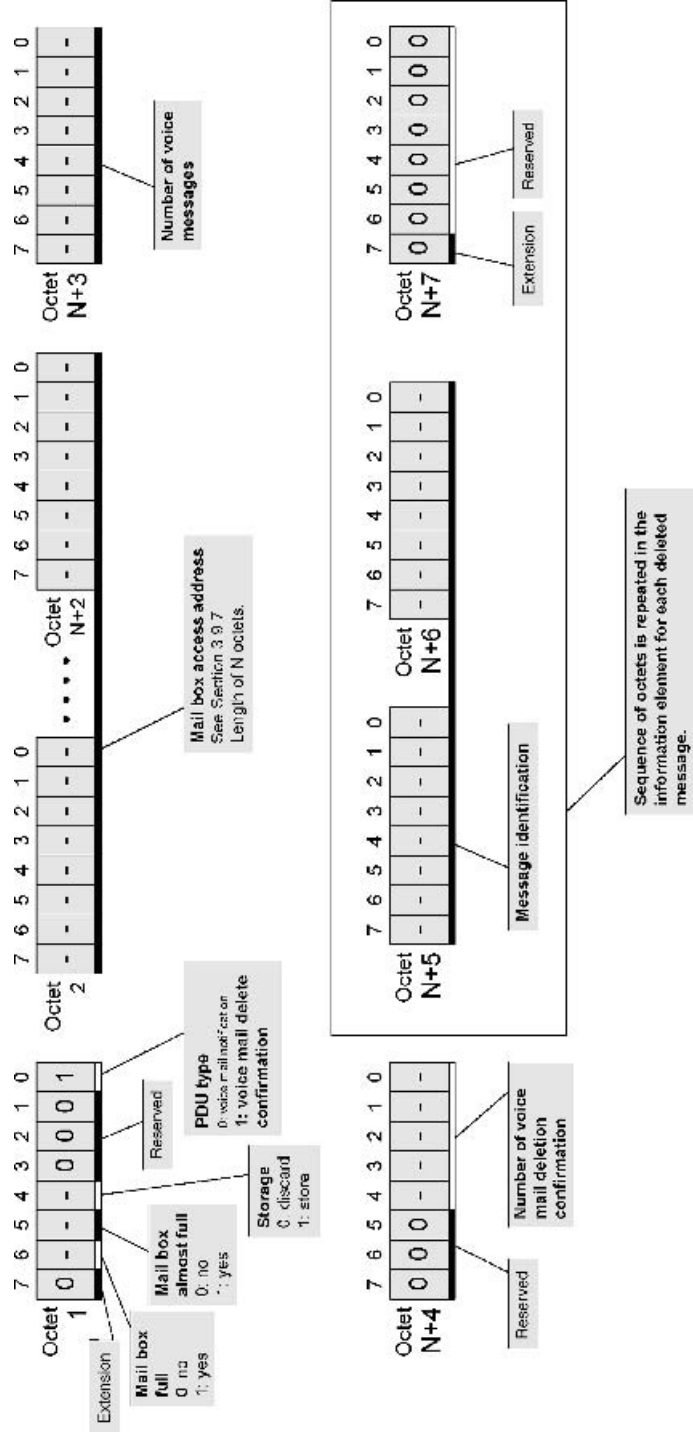 7 6 5 4 3 2 1 0
Octet
1
0 - - - 0 0 0 1
Extension
Mail box
full
0: no
1: yes
Mail box
almost full
0: no
1: yes
Storage
0: discard
1: store
Reserved
PDU type
0: voice mail notification
1: voice mail delete
confirmation
7 6 5 4 3 2 1 0
Octet
2
- - - - - - - -
7 6 5 4 3 2 1 0
Octet
N+2
- - - - - - - -
Mail box access address
See Section 3.9.7
Length of N octets.
7 6 5 4 3 2 1 0
Octet
N+3
- - - - - - - -
Number of voice
messages
7 6 5 4 3 2 1 0
Octet
N+4
0 0 0 - - - - -
Reserved
Number of voice
mail deletion
confirmation
7 6 5 4 3 2 1 0
Octet
N+5
- - - - - - - -
7 6 5 4 3 2 1 0
Octet
N+6
- - - - - - - -
Message identification
7 6 5 4 3 2 1 0
Octet
N+7
0 0 0 0 0 0 0 0
Extension
Reserved
Sequence of octets is repeated in the
information element for each deleted
message.